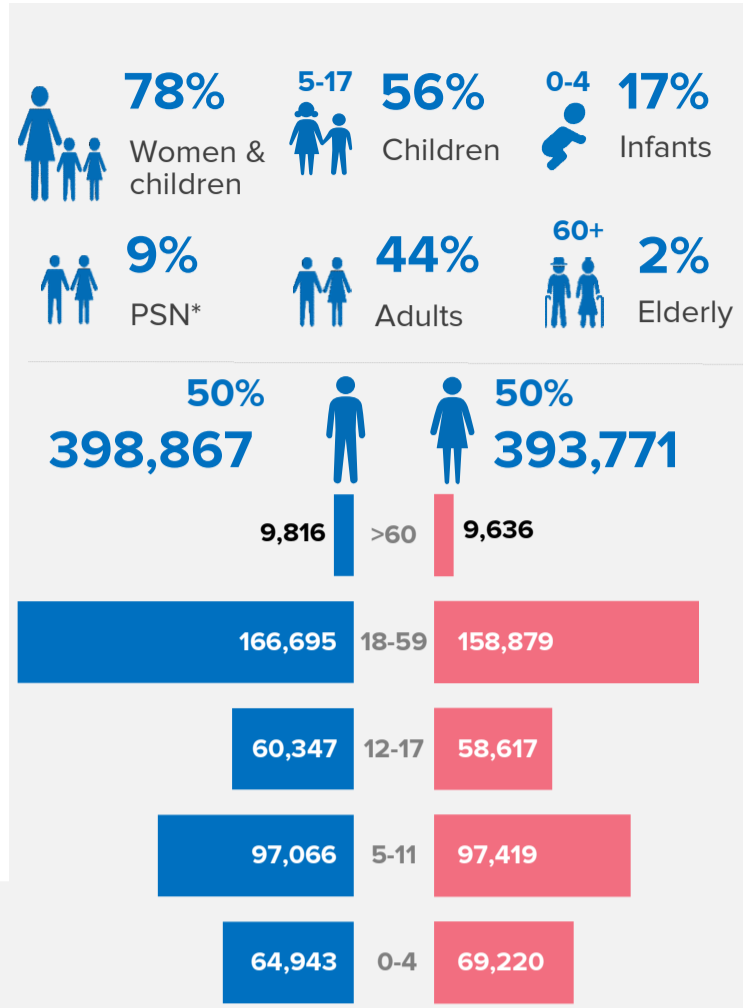 78%
Women &
children
5-17
56%
Children
0-4
17%
Infants
9%
PSN*
44%
Adults
60+
2%
Elderly
50%
398,867
50%
393,771
9,816 >60 9,636
166,695 18-59 158,879
60,347 12-17 58,617
97,066 5-11 97,419
64,943 0-4 69,220